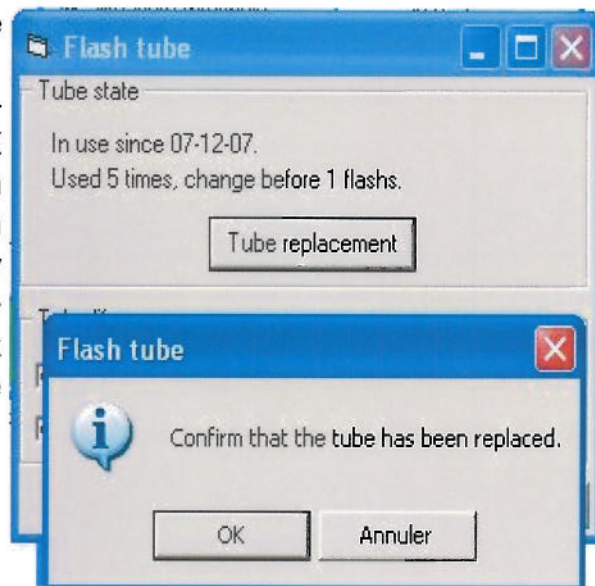 Flash tube
Tube state
In use since 07-12-07.
Used 5 times, change before 1 flashs.
Tube replacement
Flash tube
Confirm that the tube has been replaced.
OK
Annuler